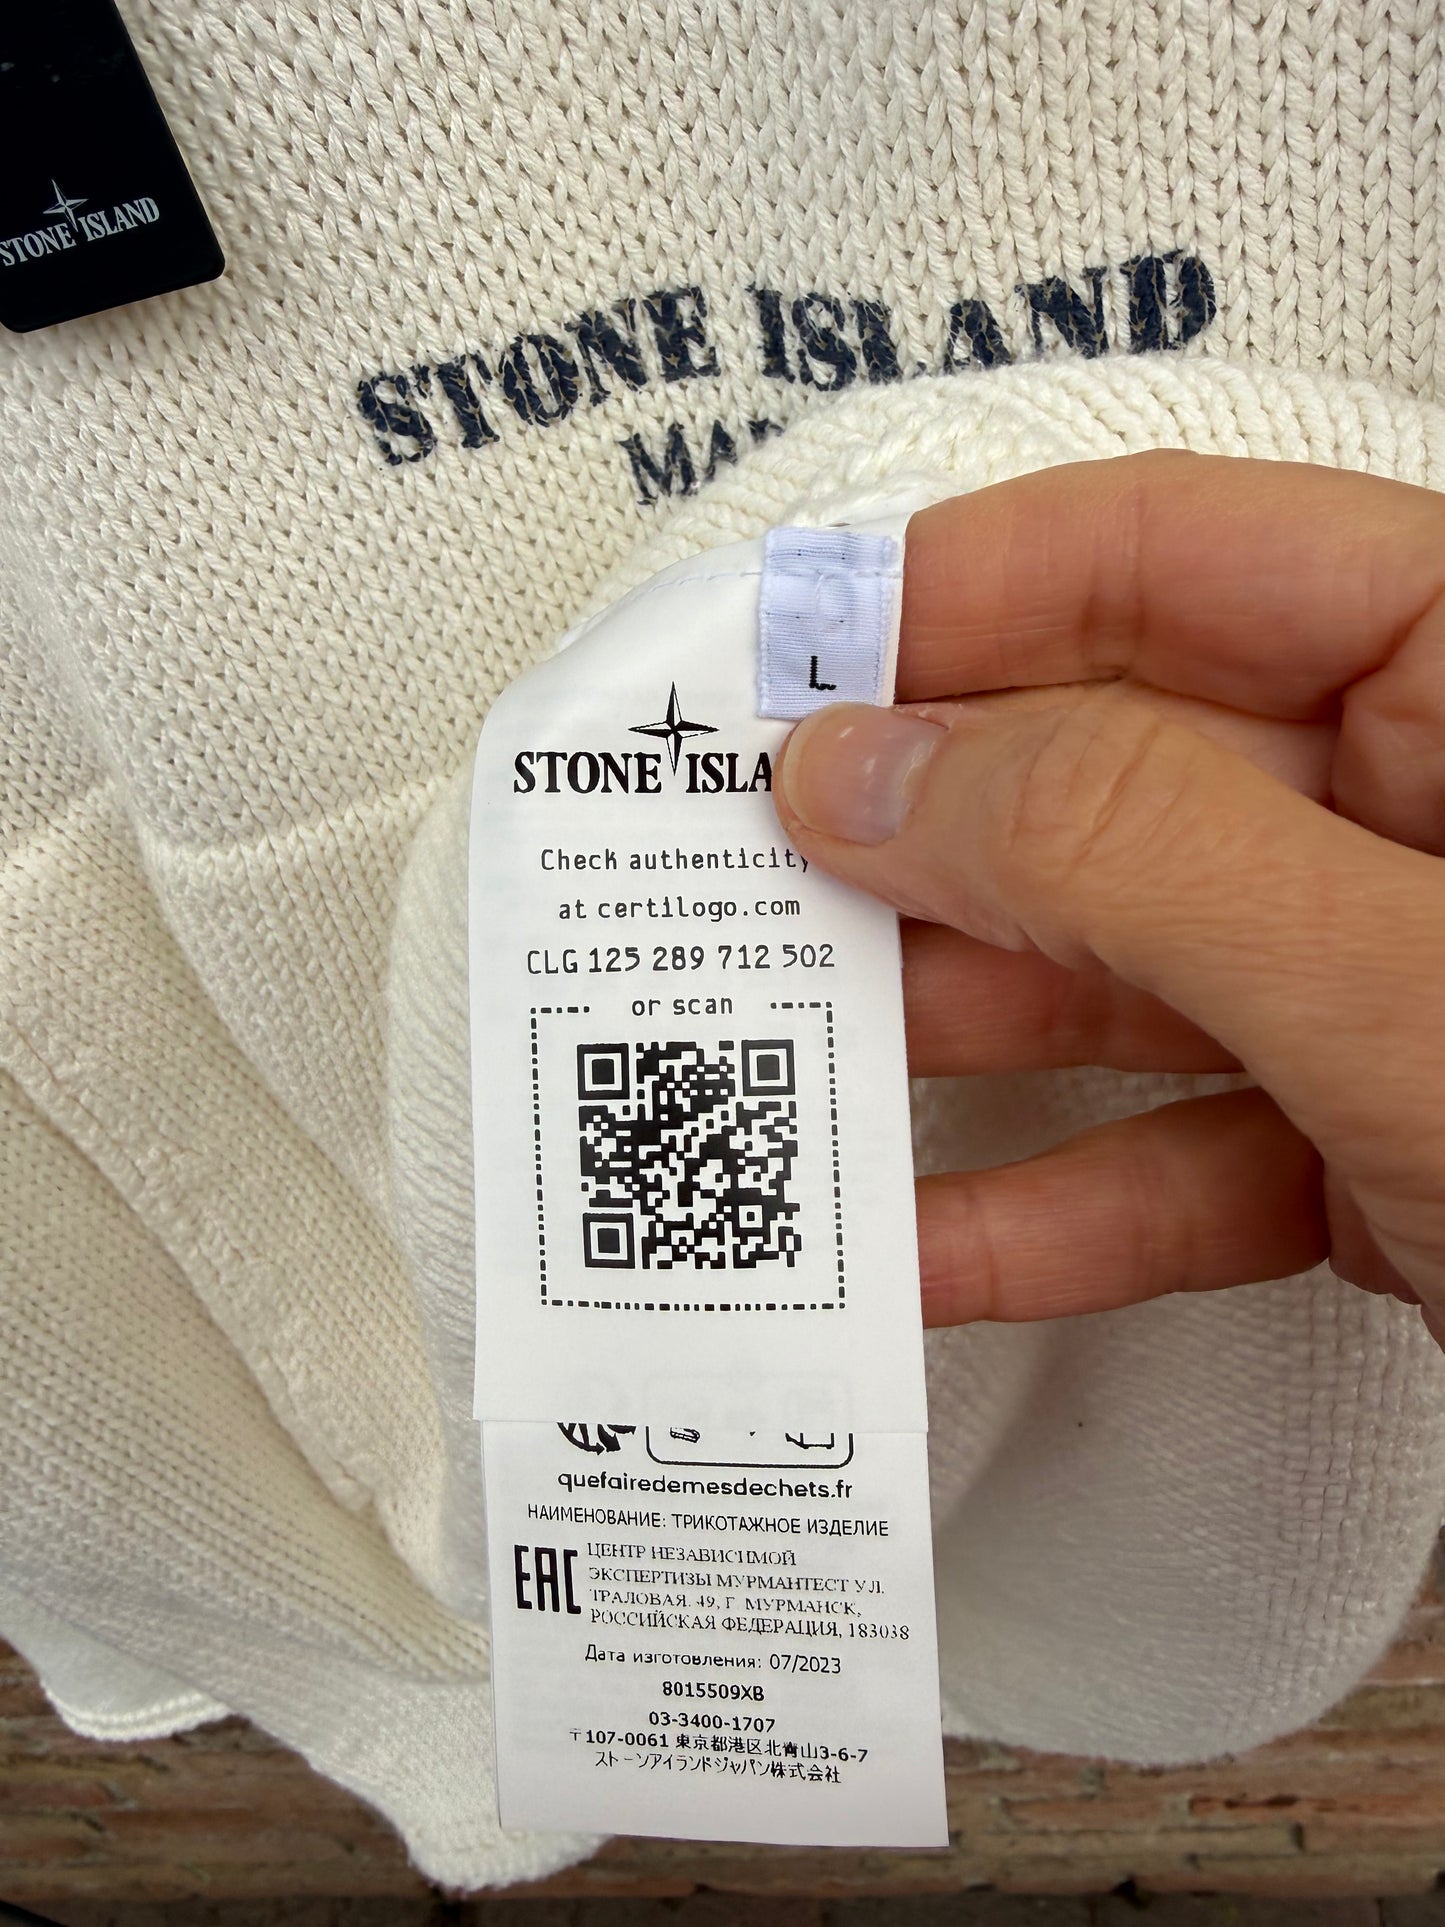 STONE ISLAND
STONE ISLAND
L
STONE ISLA
Check authenticity
at certilogo.com
CLG 125 289 712 502
or scan
quefairedemesdechets.fr
НАИМЕНОВАНИЕ: ТРИКОТАЖНОЕ ИЗДЕЛИЕ
EAC
ЦЕНТР НЕЗАВИСИМОЙ
ЭКСПЕРТИЗЫ МУРМАНТЕСТ УЛ.
ТРАЛОВАЯ. 49, Г. МУРМАНСК,
РОССИЙСКАЯ ФЕДЕРАЦИЯ, 183038
Дата изготовления: 07/2023
8015509XB
03-3400-1707
〒107-0061 東京都港区北青山3-6-7
ストーンアイランドジャパン株式会社